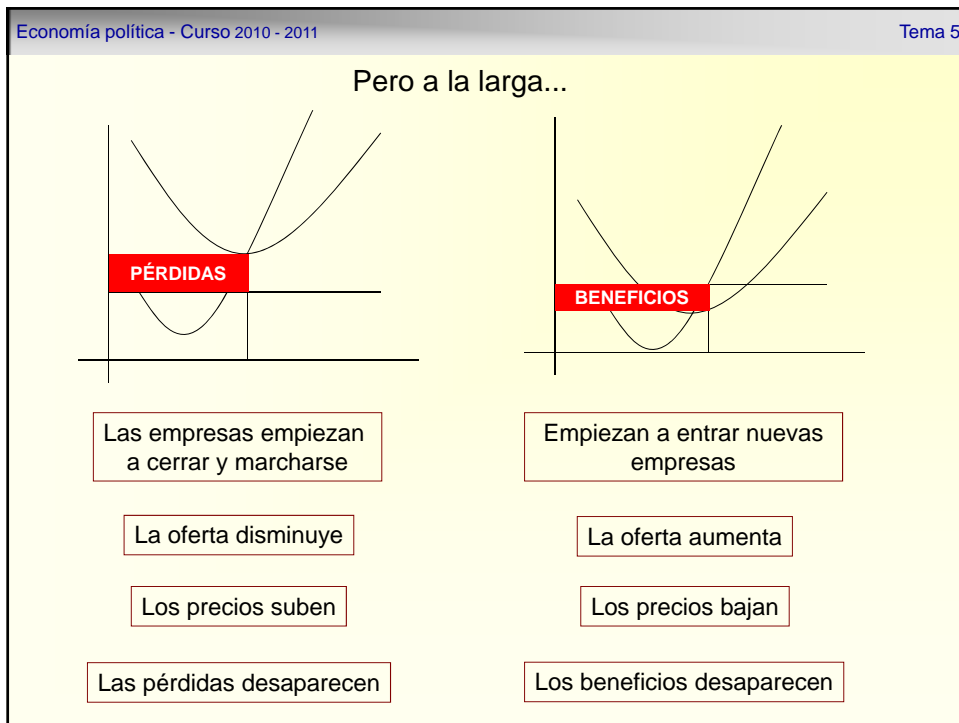 Economía política - Curso 2010 - 2011
Tema 5
Pero a la larga...
PÉRDIDAS
BENEFICIOS
Las empresas empiezan
a cerrar y marcharse
La oferta disminuye
Los precios suben
Las pérdidas desaparecen
Empiezan a entrar nuevas
empresas
La oferta aumenta
Los precios bajan
Los beneficios desaparecen